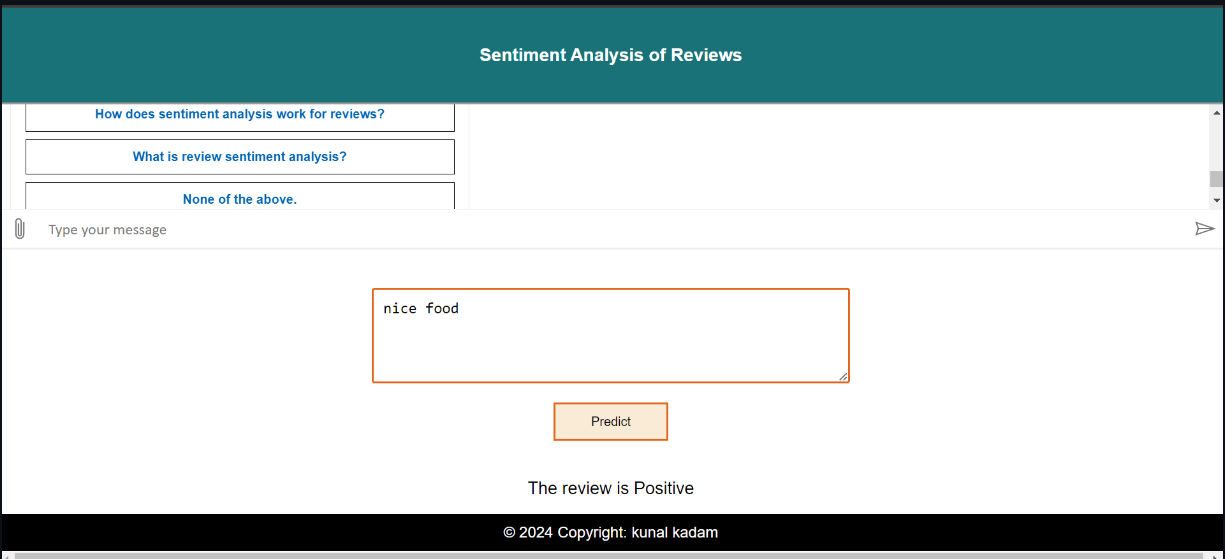 Sentiment Analysis of Reviews
How does sentiment analysis work for reviews?
What is review sentiment analysis?
None of the above.
Type your message
nice food
Predict
The review is Positive
© 2024 Copyright: kunal kadam